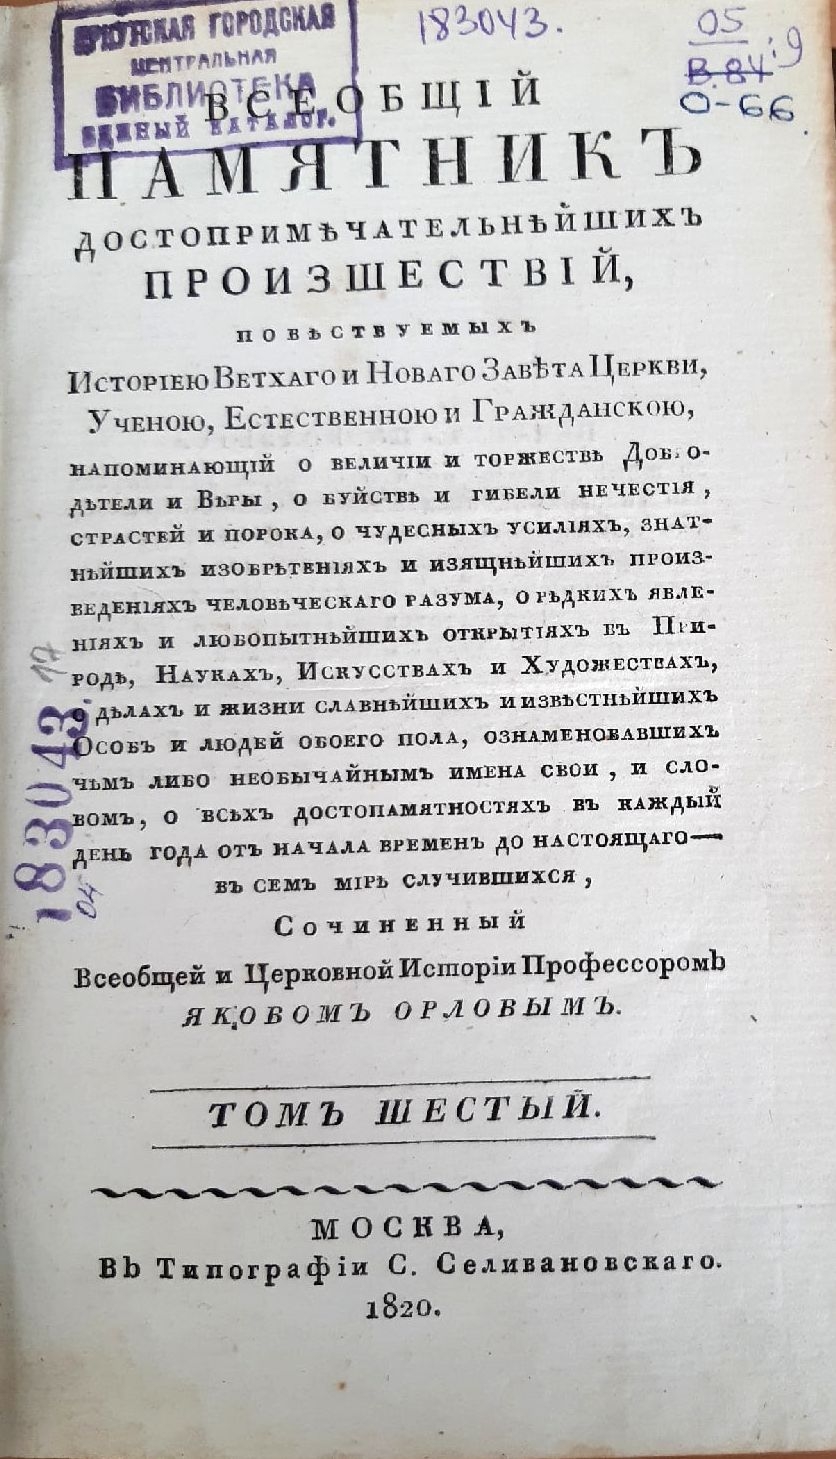 ИРКУТСКАЯ ГОРОДСКАЯ
ЦЕНТРАЛЬНАЯ
БИБЛИОТЕКА
ЕДИНЫЙ КАТАЛОГ.
183043.
05
В.84
9
О-66.
ВСЕОБЩІЙ
ПАМЯТНИКЪ
ДОСТОПРИМѢЧАТЕЛЬНѢЙШИХЪ
ПРОИЗШЕСТВІЙ,
ПОВѢСТВУЕМЫХЪ
ИСТОРІЕЮ ВЕТХАГО И НОВАГО ЗАВѢТА ЦЕРКВИ,
УЧЕНОЮ, ЕСТЕСТВЕННОЮ И ГРАЖДАНСКОЮ,
НАПОМИНАЮЩІЙ О ВЕЛИЧІИ И ТОРЖЕСТВѢ ДОБРО-
ДѢТЕЛИ И ВѢРЫ, О БУЙСТВѢ И ГИБЕЛИ НЕЧЕСТІЯ,
СТРАСТЕЙ И ПОРОКА, О ЧУДЕСНЫХЪ УСИЛІЯХЪ, ЗНАТ-
НѢЙШИХЪ ИЗОБРѢТЕНІЯХЪ И ИЗЯЩНѢЙШИХЪ ПРОИЗ-
ВЕДЕНІЯХЪ ЧЕЛОВѢЧЕСКАГО РАЗУМА, О РѢДКИХЪ ЯВЛЕ-
НІЯХЪ И ЛЮБОПЫТНѢЙШИХЪ ОТКРЫТІЯХЪ ВЪ ПРИ-
РОДѢ, НАУКАХЪ, ИСКУССТВАХЪ И ХУДОЖЕСТВАХЪ,
О ДѢЛАХЪ И ЖИЗНИ СЛАВНѢЙШИХЪ И ИЗВѢСТНѢЙШИХЪ
ОСОБЪ И ЛЮДЕЙ ОБОЕГО ПОЛА, ОЗНАМЕНОВАВШИХЪ
ЧѢМЪ ЛИБО НЕОБЫЧАЙНЫМЪ ИМЕНА СВОИ, И СЛО-
ВОМЪ, О ВСѢХЪ ДОСТОПАМЯТНОСТЯХЪ ВЪ КАЖДЫЙ
ДЕНЬ ГОДА ОТЪ НАЧАЛА ВРЕМЕНЪ ДО НАСТОЯЩАГО—
ВЪ СЕМЪ МІРѢ СЛУЧИВШИХСЯ,
Сочиненный
Всеобщей и Церковной Исторіи Профессоромъ
ЯКОВОМЪ ОРЛОВЫМЪ.
ТОМЪ ШЕСТЫЙ.
МОСКВА,
Въ Типографіи С. Селивановскаго.
1820.
183043
17
04